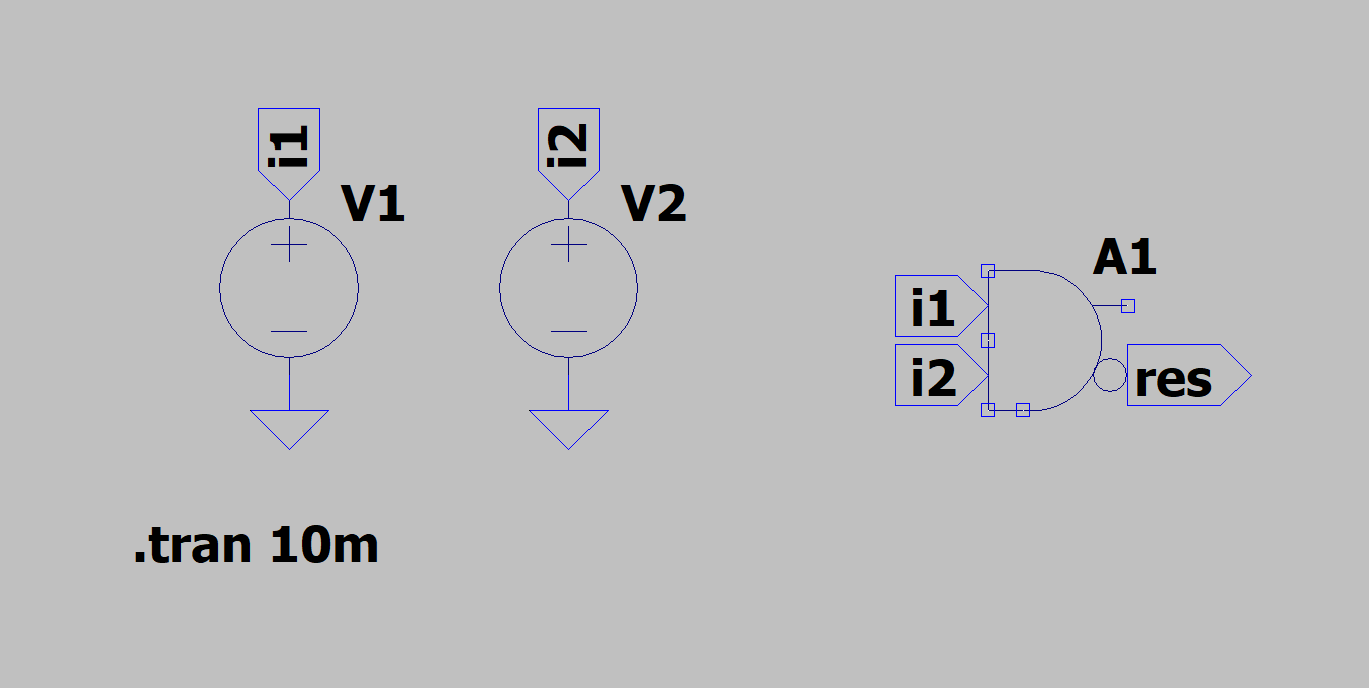 i1
V1
i2
V2
A1
i1
i2
res
.tran 10m